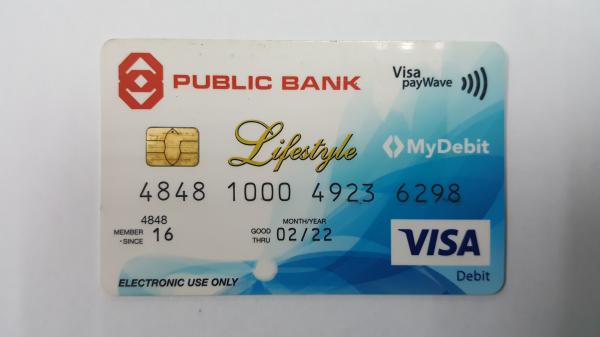 PUBLIC BANK
Visa payWave
Lifestyle
MyDebit
4848 1000 4923 6298
4848
MEMBER -SINCE 16
MONTH/YEAR
GOOD THRU 02/22
VISA
Debit
ELECTRONIC USE ONLY